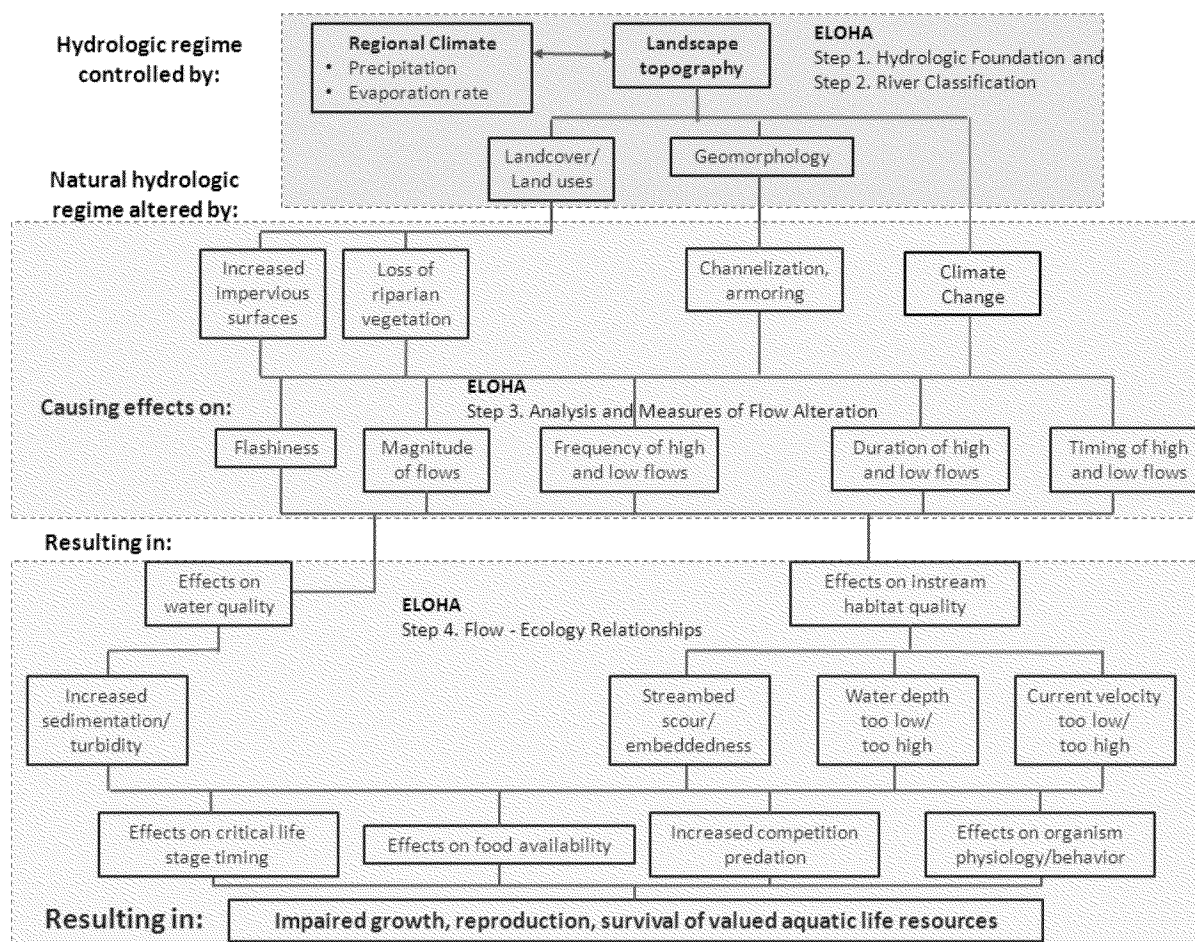 Hydrologic regime
controlled by:
Regional Climate
• Precipitation
• Evaporation rate
Landscape
topography
ELOHA
Step 1. Hydrologic Foundation and
Step 2. River Classification
Landcover/
Land uses
Geomorphology
Natural hydrologic
regime altered by:
Increased
impervious
surfaces
Loss of
riparian
vegetation
Channelization,
armoring
Climate
Change
ELOHA
Step 3. Analysis and Measures of Flow Alteration
Causing effects on:
Flashiness
Magnitude
of flows
Frequency of high
and low flows
Duration of high
and low flows
Timing of high
and low flows
Resulting in:
Effects on
water quality
ELOHA
Step 4. Flow - Ecology Relationships
Effects on instream
habitat quality
Increased
sedimentation/
turbidity
Streambed
scour/
embeddedness
Water depth
too low/
too high
Current velocity
too low/
too high
Effects on critical life
stage timing
Effects on food availability
Increased competition
predation
Effects on organism
physiology/behavior
Resulting in:
Impaired growth, reproduction, survival of valued aquatic life resources